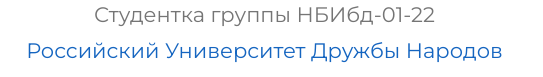 Студентка группы НБИбд-01-22
Российский Университет Дружбы Народов